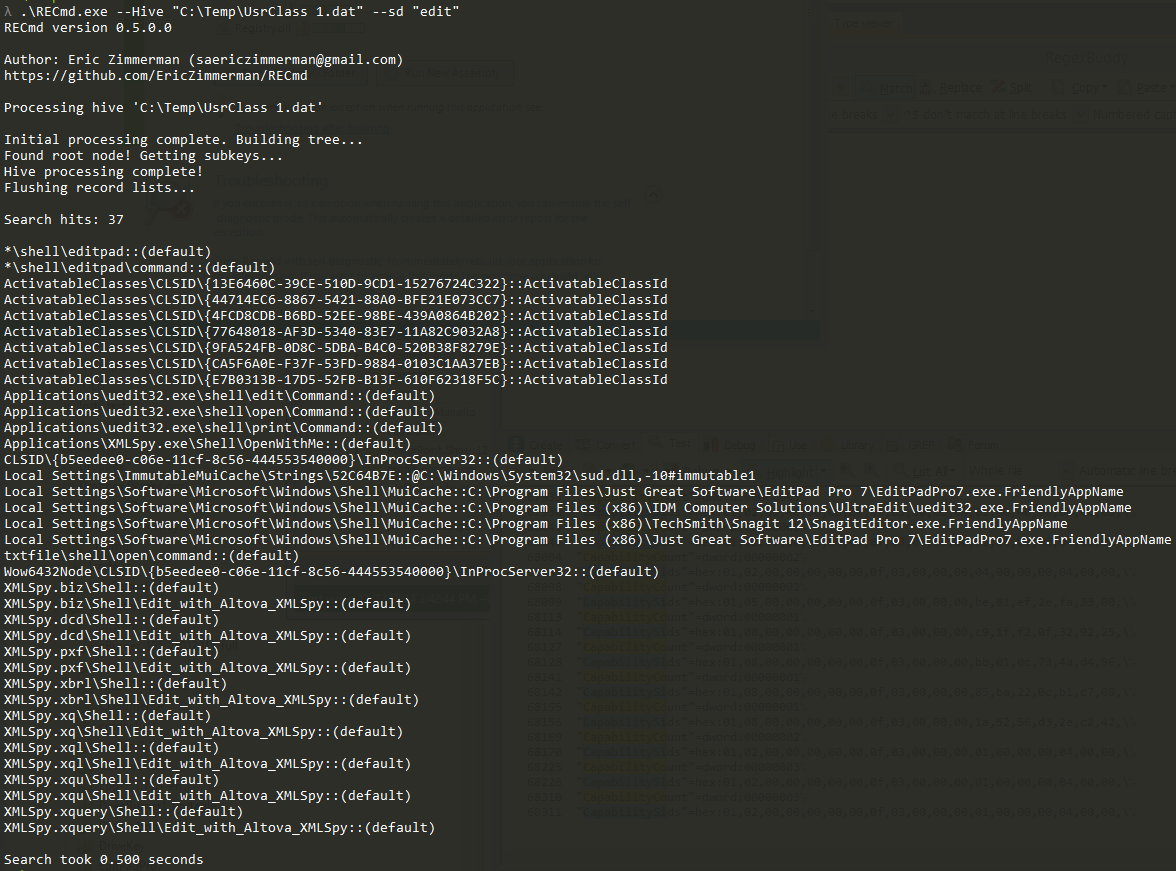 λ .\RECmd.exe --Hive "C:\Temp\UsrClass 1.dat" --sd "edit"
RECmd version 0.5.0.0
Author: Eric Zimmerman (saericzimmerman@gmail.com)
https://github.com/EricZimmerman/RECmd
Processing hive 'C:\Temp\UsrClass 1.dat'
Initial processing complete. Building tree...
Found root node! Getting subkeys...
Hive processing complete!
Flushing record lists...
Search hits: 37
*\shell\editpad::(default)
*\shell\editpad\command::(default)
ActivatableClasses\CLSID\{13E6460C-39CE-510D-9CD1-15276724C322}::ActivatableClassId
ActivatableClasses\CLSID\{44714EC6-8867-5421-88A0-BFE21E073CC7}::ActivatableClassId
ActivatableClasses\CLSID\{4FCD8CDB-B6BD-52EE-98BE-439A0864B202}::ActivatableClassId
ActivatableClasses\CLSID\{77648018-AF3D-5340-83E7-11A82C9032A8}::ActivatableClassId
ActivatableClasses\CLSID\{9FA524FB-0D8C-5DBA-B4C0-520B38F8279E}::ActivatableClassId
ActivatableClasses\CLSID\{CA5F6A0E-F37F-53FD-9884-0103C1AA37EB}::ActivatableClassId
ActivatableClasses\CLSID\{E7B0313B-17D5-52FB-B13F-610F62318F5C}::ActivatableClassId
Applications\uedit32.exe\shell\edit\Command::(default)
Applications\uedit32.exe\shell\open\Command::(default)
Applications\uedit32.exe\shell\print\Command::(default)
Applications\XMLSpy.exe\Shell\OpenWithMe::(default)
CLSID\{b5eedee0-c06e-11cf-8c56-444553540000}\InProcServer32::(default)
Local Settings\ImmutableMuiCache\Strings\52C64B7E::@C:\Windows\System32\sud.dll,-10#immutable1
Local Settings\Software\Microsoft\Windows\Shell\MuiCache::C:\Program Files\Just Great Software\EditPad Pro 7\EditPadPro7.exe.FriendlyAppName
Local Settings\Software\Microsoft\Windows\Shell\MuiCache::C:\Program Files (x86)\IDM Computer Solutions\UltraEdit\uedit32.exe.FriendlyAppName
Local Settings\Software\Microsoft\Windows\Shell\MuiCache::C:\Program Files (x86)\TechSmith\Snagit 12\SnagitEditor.exe.FriendlyAppName
Local Settings\Software\Microsoft\Windows\Shell\MuiCache::C:\Program Files (x86)\Just Great Software\EditPad Pro 7\EditPadPro7.exe.FriendlyAppName
txtfile\shell\open\command::(default)
Wow6432Node\CLSID\{b5eedee0-c06e-11cf-8c56-444553540000}\InProcServer32::(default)
XMLSpy.biz\Shell::(default)
XMLSpy.biz\Shell\Edit_with_Altova_XMLSpy::(default)
XMLSpy.dcd\Shell::(default)
XMLSpy.dcd\Shell\Edit_with_Altova_XMLSpy::(default)
XMLSpy.pxf\Shell::(default)
XMLSpy.pxf\Shell\Edit_with_Altova_XMLSpy::(default)
XMLSpy.xbrl\Shell::(default)
XMLSpy.xbrl\Shell\Edit_with_Altova_XMLSpy::(default)
XMLSpy.xq\Shell::(default)
XMLSpy.xq\Shell\Edit_with_Altova_XMLSpy::(default)
XMLSpy.xql\Shell::(default)
XMLSpy.xql\Shell\Edit_with_Altova_XMLSpy::(default)
XMLSpy.xqu\Shell::(default)
XMLSpy.xqu\Shell\Edit_with_Altova_XMLSpy::(default)
XMLSpy.xquery\Shell::(default)
XMLSpy.xquery\Shell\Edit_with_Altova_XMLSpy::(default)
Search took 0.500 seconds